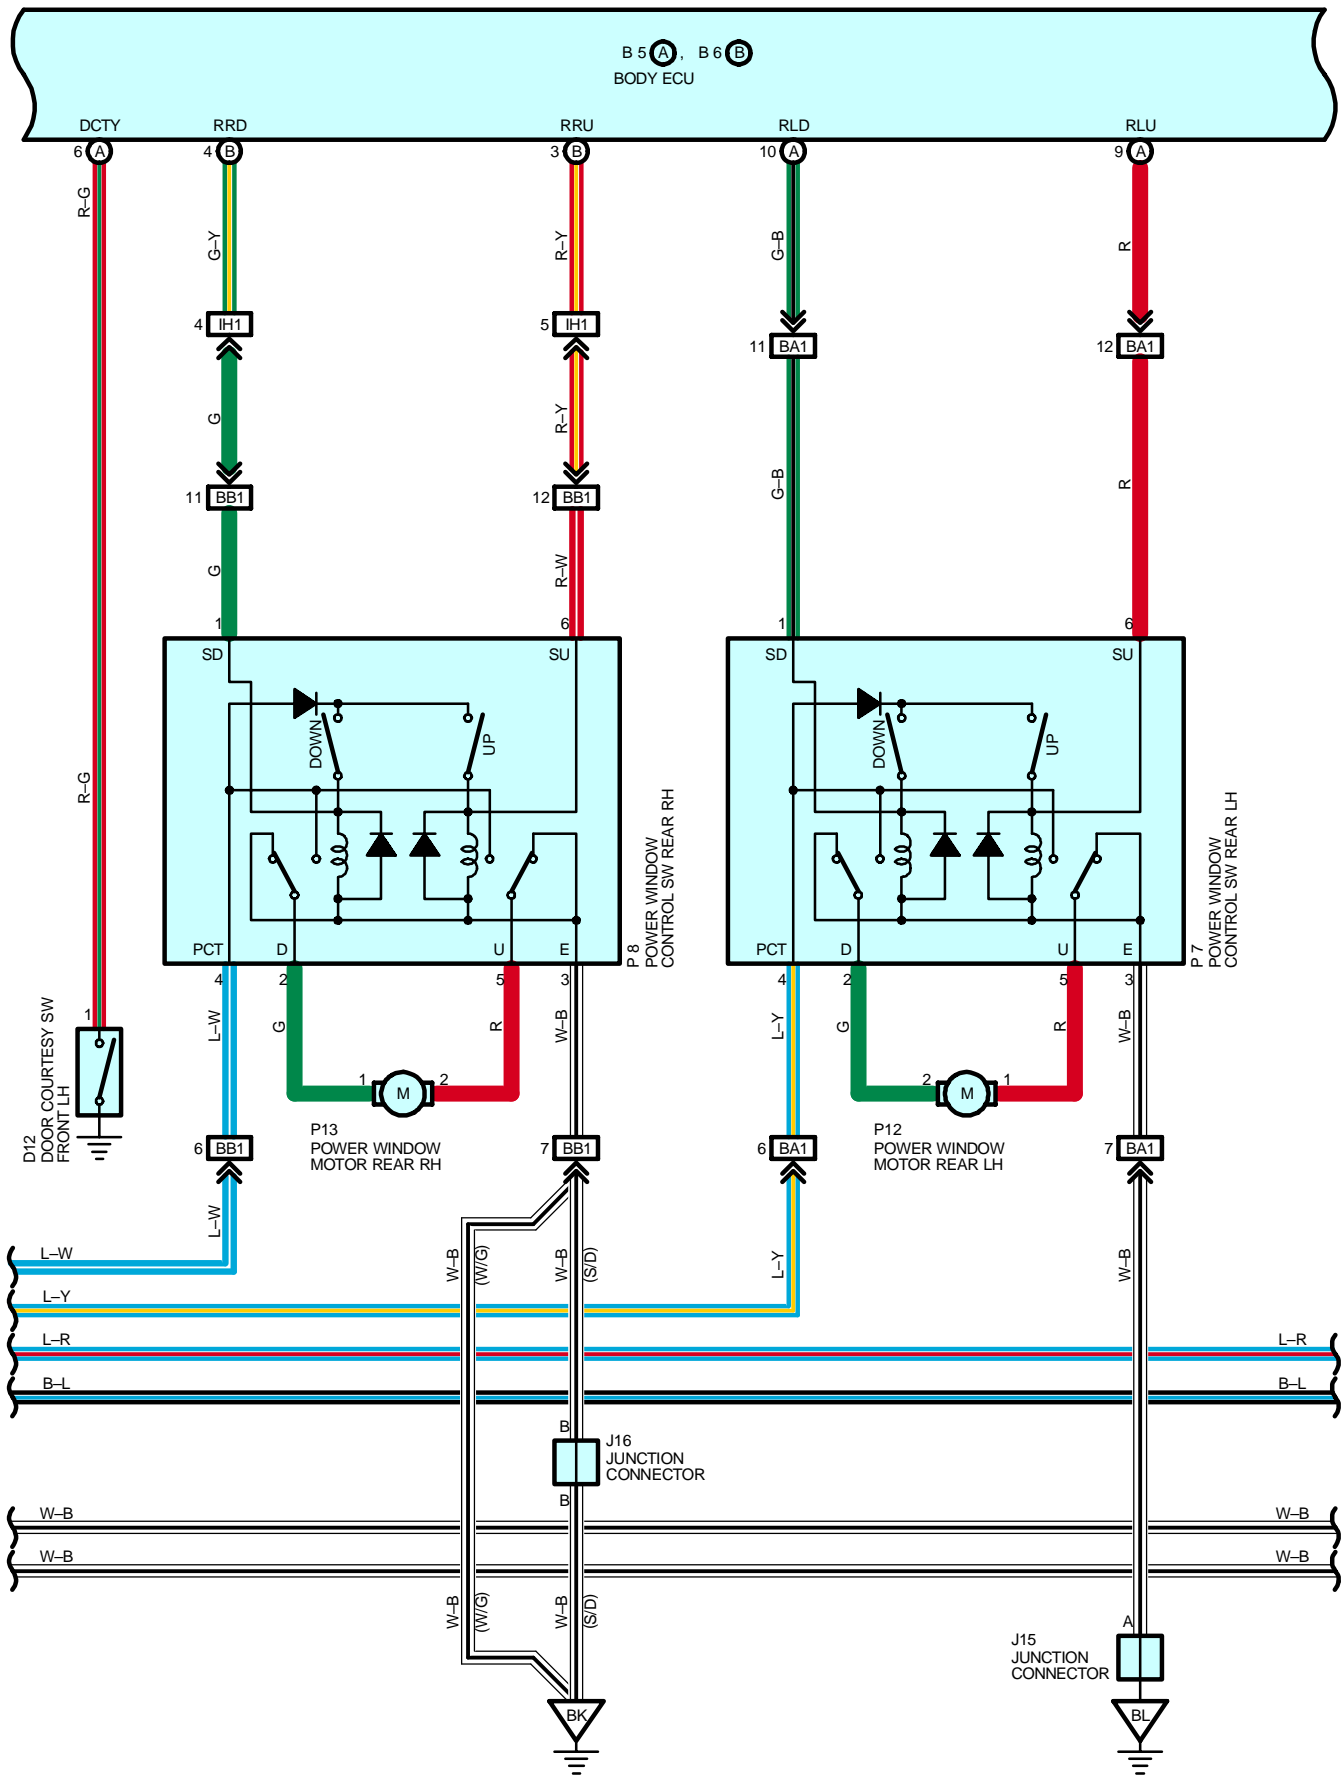 B 5 A , B 6 B
BODY ECU
DCTY RRD RRU RLD RLU
6 A 4 B 3 B 10 A 9 A
R–G G–Y R–Y G–B R
4 IH1 5 IH1
11 BA1 12 BA1
G R–Y
11 BB1 12 BB1
G–B R
G R–W
1 6 1 6
SD SU SD SU
DOWN UP DOWN UP
R–G
P 8
POWER WINDOW
CONTROL SW REAR RH
P 7
POWER WINDOW
CONTROL SW REAR LH
PCT D U E PCT D U E
4 2 5 3 4 2 5 3
1
D12
DOOR COURTESY SW
FRONT LH
L–W G R W–B L–Y G R W–B
1 M 2 2 M 1
P13
POWER WINDOW
MOTOR REAR RH
P12
POWER WINDOW
MOTOR REAR LH
6 BB1 7 BB1 6 BA1 7 BA1
L–W W–B (W/G) W–B (S/D) L–Y W–B
L–W
L–Y
L–R L–R
B–L B–L
B
J16
JUNCTION
CONNECTOR
B
W–B W–B
W–B W–B
W–B (W/G) W–B (S/D)
A
J15
JUNCTION
CONNECTOR
BK BL